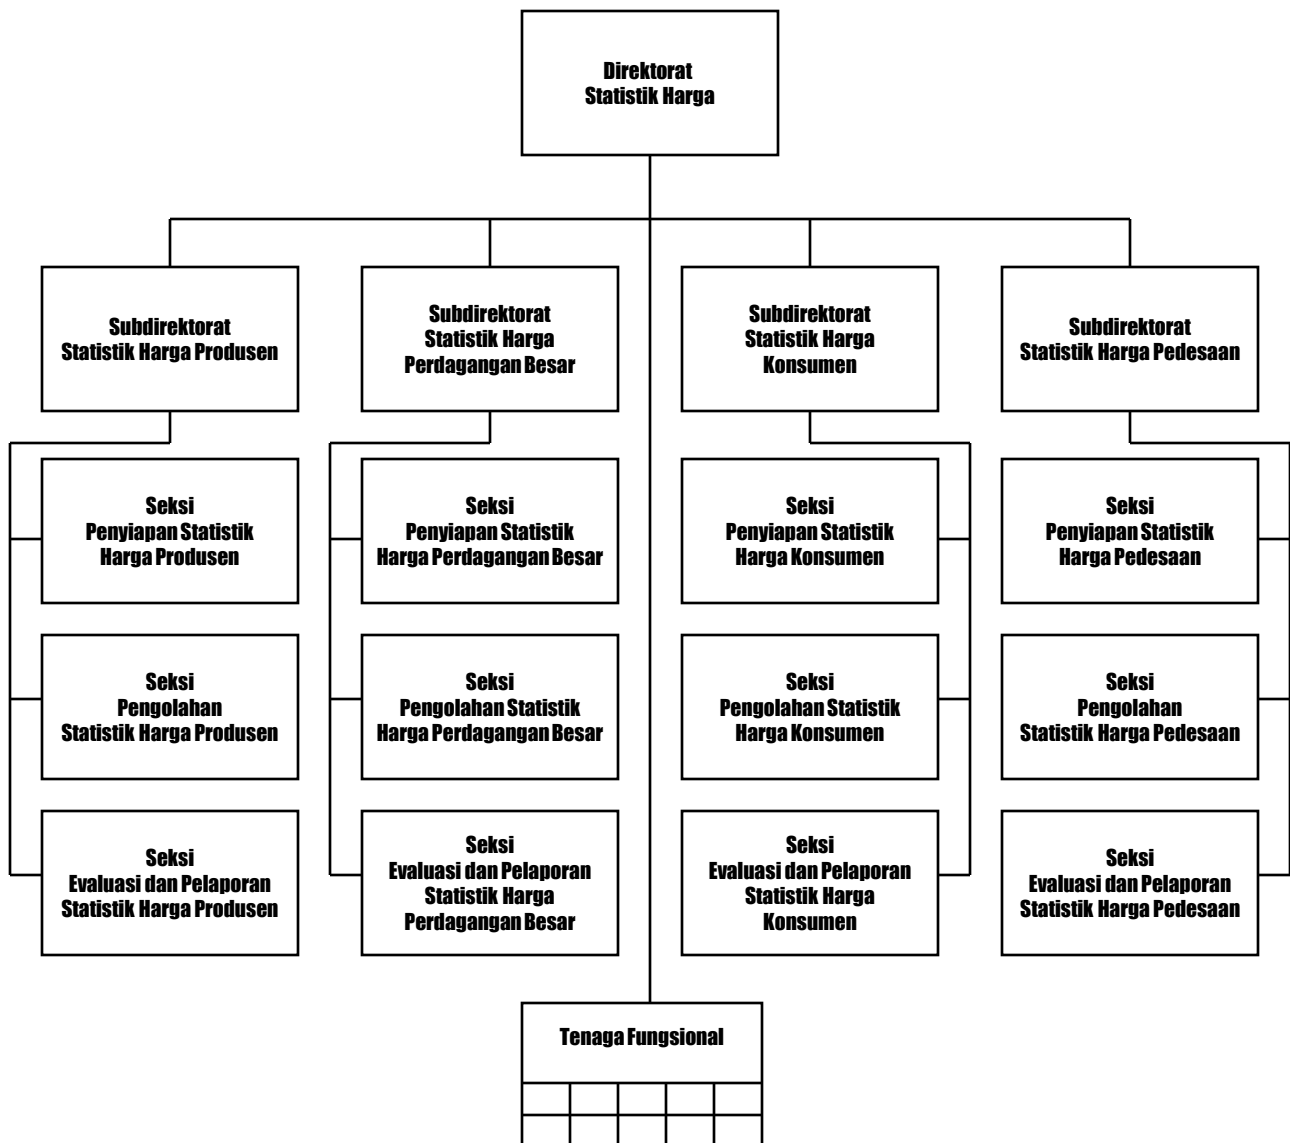 Direktorat
Statistik Harga
Subdirektorat
Statistik Harga Produsen
Subdirektorat
Statistik Harga
Perdagangan Besar
Subdirektorat
Statistik Harga
Konsumen
Subdirektorat
Statistik Harga Pedesaan
Seksi
Penyiapan Statistik
Harga Produsen
Seksi
Penyiapan Statistik
Harga Perdagangan Besar
Seksi
Penyiapan Statistik
Harga Konsumen
Seksi
Penyiapan Statistik
Harga Pedesaan
Seksi
Pengolahan
Statistik Harga Produsen
Seksi
Pengolahan Statistik
Harga Perdagangan Besar
Seksi
Pengolahan Statistik
Harga Konsumen
Seksi
Pengolahan
Statistik Harga Pedesaan
Seksi
Evaluasi dan Pelaporan
Statistik Harga Produsen
Seksi
Evaluasi dan Pelaporan
Statistik Harga
Perdagangan Besar
Seksi
Evaluasi dan Pelaporan
Statistik Harga
Konsumen
Seksi
Evaluasi dan Pelaporan
Statistik Harga Pedesaan
Tenaga Fungsional